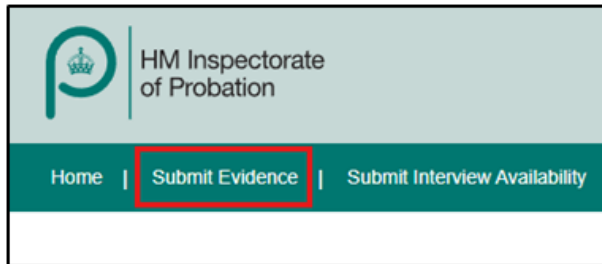 HM Inspectorate
of Probation
Home | Submit Evidence | Submit Interview Availability